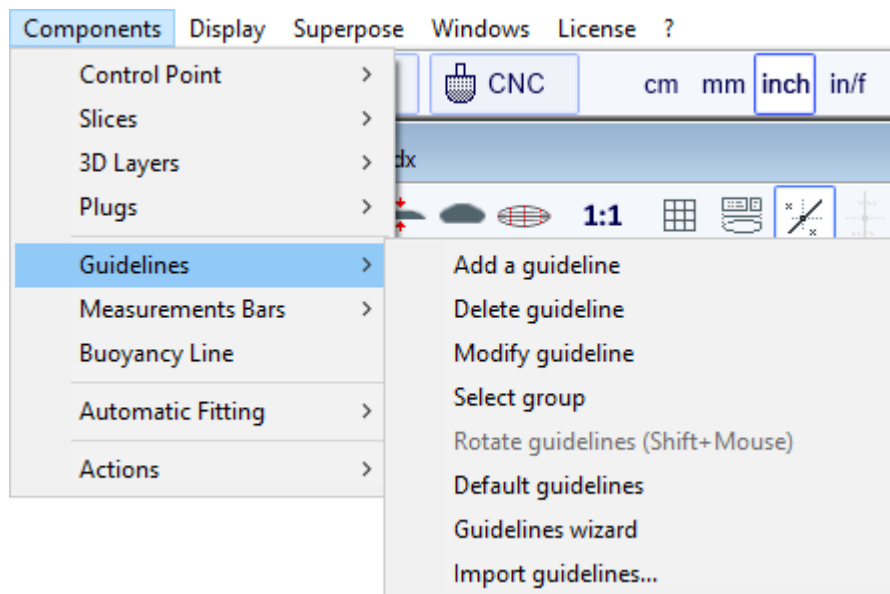 Components Display Superpose Windows License ?
Control Point >
CNC cm mm inch in/f
Slices >
3D Layers >
dx
Plugs >
1:1
Guidelines >
Add a guideline
Measurements Bars >
Delete guideline
Buoyancy Line
Modify guideline
Automatic Fitting >
Select group
Rotate guidelines (Shift+Mouse)
Actions >
Default guidelines
Guidelines wizard
Import guidelines...